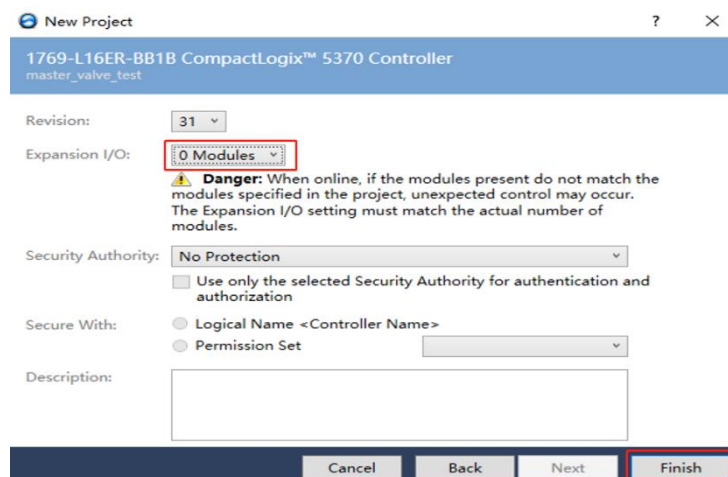 New Project
? ×
1769-L16ER-BB1B CompactLogix™ 5370 Controller
master_valve_test
Revision:
31
Expansion I/O:
0 Modules
Danger: When online, if the modules present do not match the
modules specified in the project, unexpected control may occur.
The Expansion I/O setting must match the actual number of
modules.
Security Authority:
No Protection
Use only the selected Security Authority for authentication and
authorization
Secure With:
Logical Name <Controller Name>
Permission Set
Description:
Cancel Back Next Finish